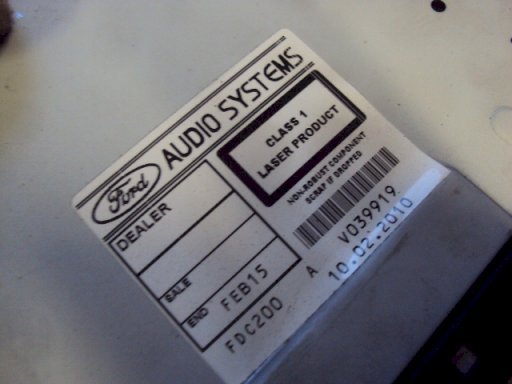 Ford AUDIO SYSTEMS
CLASS 1
LASER PRODUCT
NON-ROBUST COMPONENT
SCRAP IF DROPPED
DEALER
SALE
END FEB15
FDC200 A
V039919
10.02.2010